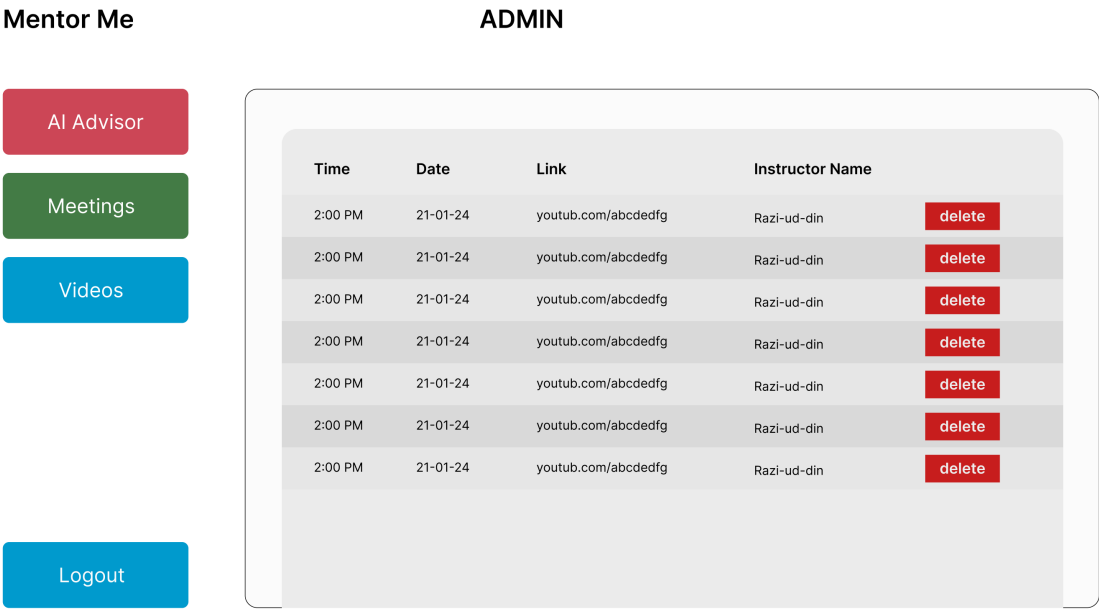 Mentor Me ADMIN
AI Advisor
Meetings
Videos
Logout
Time Date Link Instructor Name
2:00 PM 21-01-24 youtub.com/abcdedfg Razi-ud-din delete
2:00 PM 21-01-24 youtub.com/abcdedfg Razi-ud-din delete
2:00 PM 21-01-24 youtub.com/abcdedfg Razi-ud-din delete
2:00 PM 21-01-24 youtub.com/abcdedfg Razi-ud-din delete
2:00 PM 21-01-24 youtub.com/abcdedfg Razi-ud-din delete
2:00 PM 21-01-24 youtub.com/abcdedfg Razi-ud-din delete
2:00 PM 21-01-24 youtub.com/abcdedfg Razi-ud-din delete